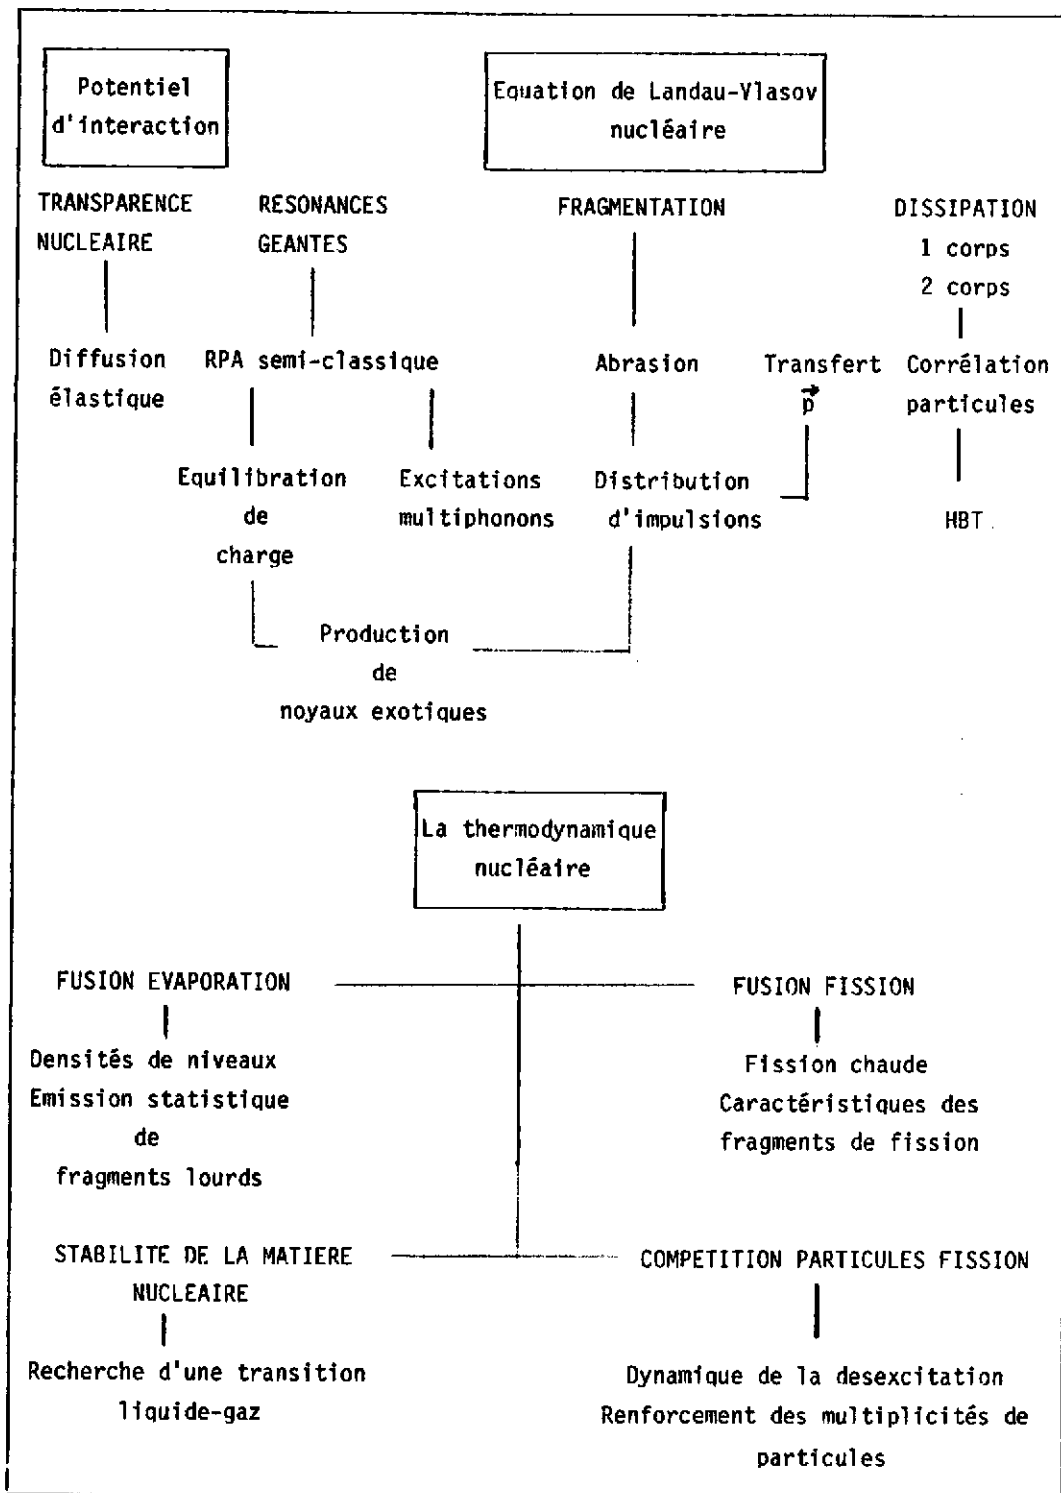 Potentiel
d'interaction
Equation de Landau-Vlasov
nucléaire
TRANSPARENCE
NUCLEAIRE
RESONANCES
GEANTES
FRAGMENTATION
DISSIPATION
1 corps
2 corps
Diffusion
élastique
RPA semi-classique
Abrasion
Transfert
p⃗
Corrélation
particules
Equilibration
de
charge
Excitations
multiphonons
Distribution
d'impulsions
HBT
Production
de
noyaux exotiques
La thermodynamique
nucléaire
FUSION EVAPORATION
FUSION FISSION
Densités de niveaux
Emission statistique
de
fragments lourds
Fission chaude
Caractéristiques des
fragments de fission
STABILITE DE LA MATIERE
NUCLEAIRE
COMPETITION PARTICULES FISSION
Recherche d'une transition
liquide-gaz
Dynamique de la desexcitation
Renforcement des multiplicités de
particules